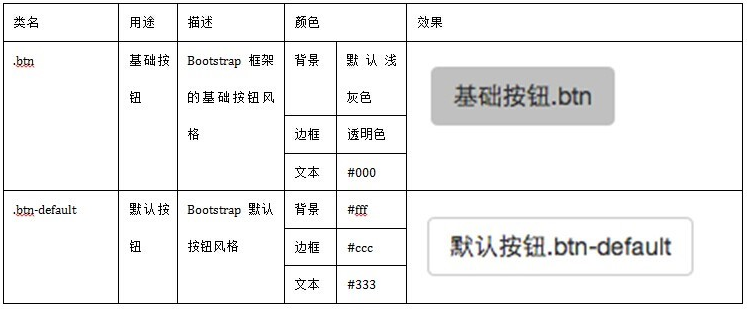 类名 用途 描述 颜色 效果
.btn 基础按 Bootstrap 框架 背景 默认浅
钮 的基础按钮风 灰色
格 边框 透明色
文本 #000
基础按钮.btn
.btn-default 默认按 Bootstrap 默认 背景 #fff
钮 按钮风格 边框 #ccc
文本 #333
默认按钮.btn-default